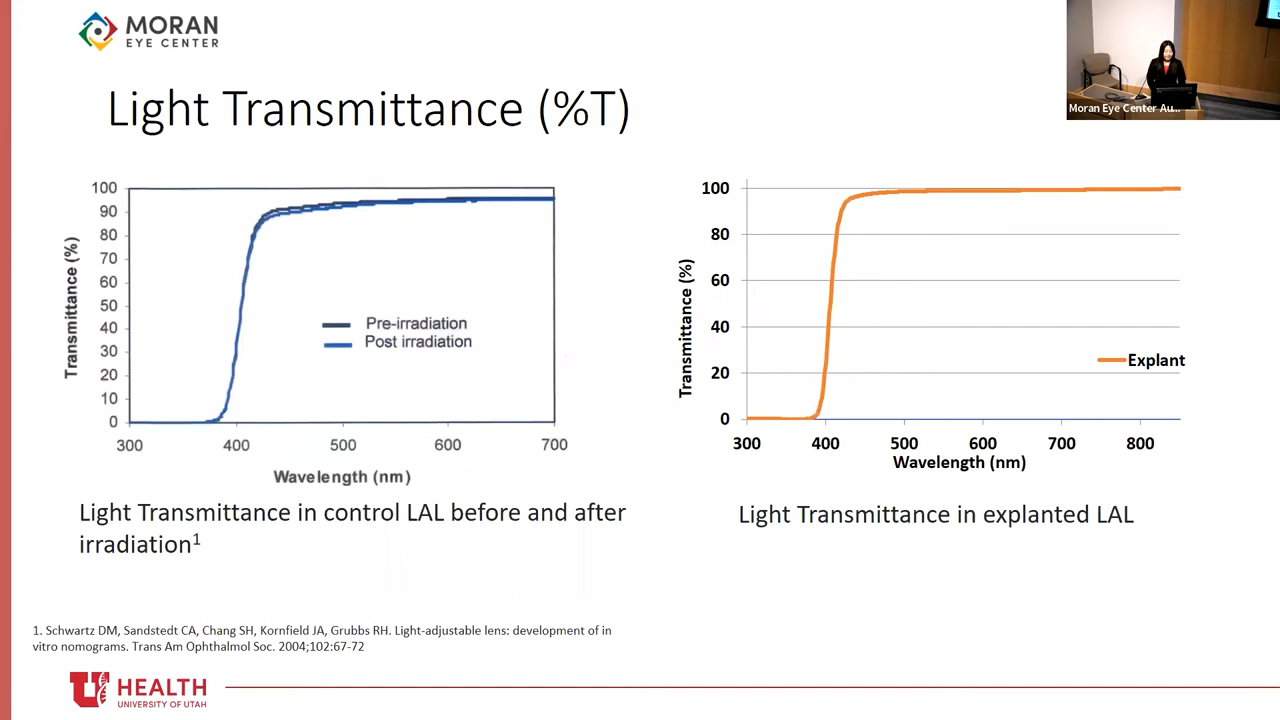 MORAN
EYE CENTER
Moran Eye Center Au...
Light Transmittance (%T)
100
90
80
70
60
50
40
30
20
10
0
Transmittance (%)
Pre-irradiation
Post irradiation
300 400 500 600 700
Wavelength (nm)
100
80
60
40
20
0
Transmittance (%)
Explant
300 400 500 600 700 800
Wavelength (nm)
Light Transmittance in control LAL before and after
irradiation1
Light Transmittance in explanted LAL
1. Schwartz DM, Sandstedt CA, Chang SH, Kornfield JA, Grubbs RH. Light-adjustable lens: development of in
vitro nomograms. Trans Am Ophthalmol Soc. 2004;102:67-72
U HEALTH
UNIVERSITY OF UTAH